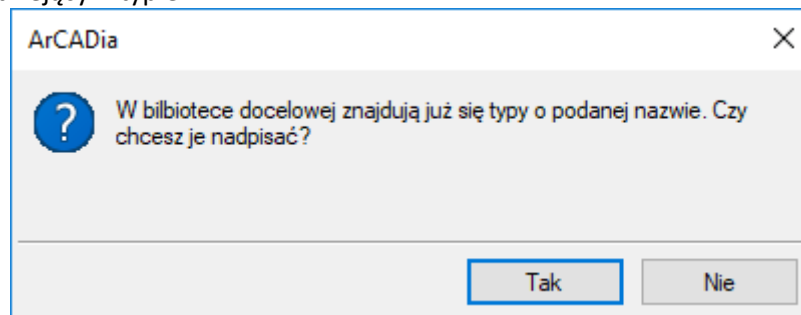 ArCADia
W bilbiotece docelowej znajdują już się typy o podanej nazwie. Czy
chcesz je nadpisać?
Tak
Nie